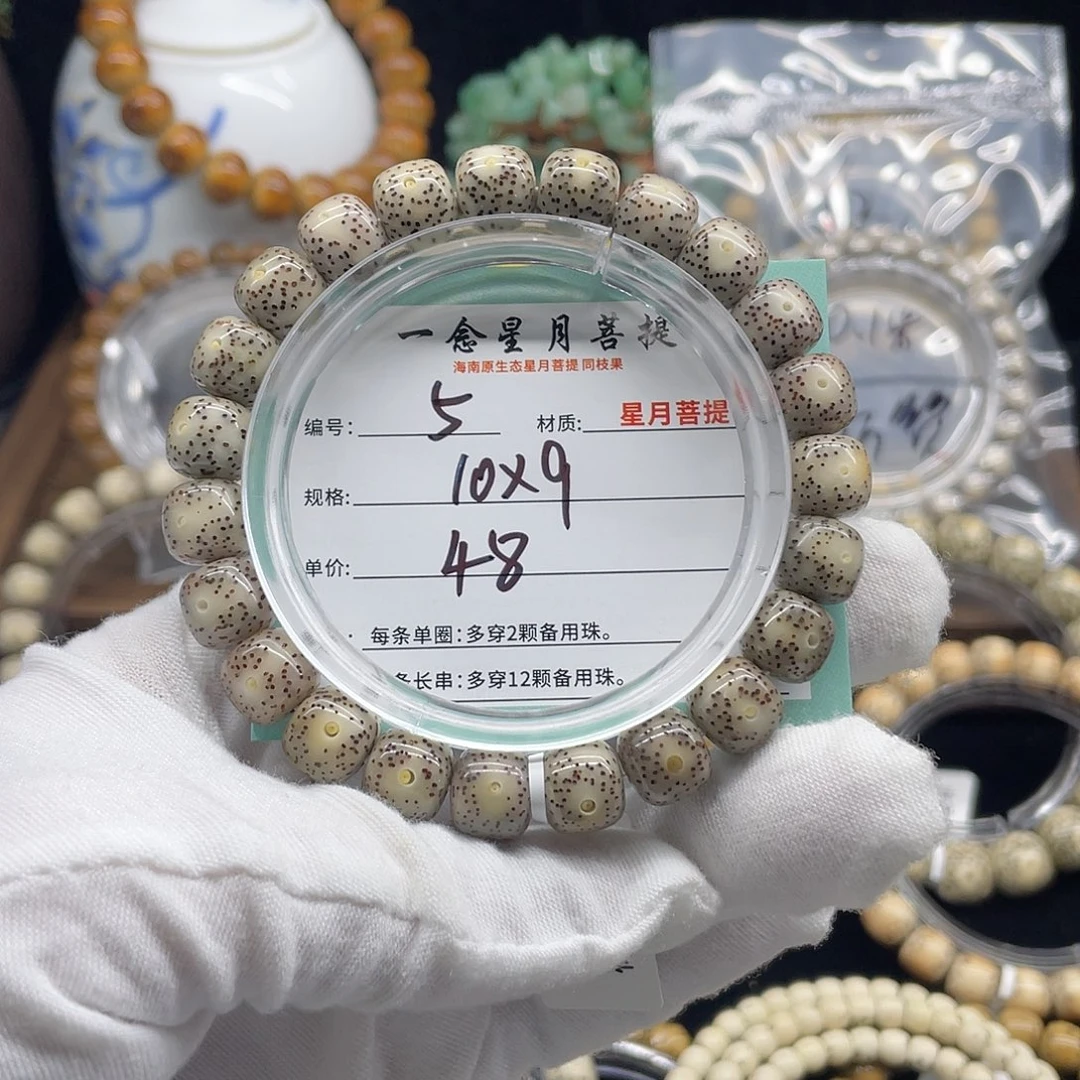 一念星月菩提
海南原生态星月菩提 同枝果
编号: 5 材质: 星月菩提
规格: 10x9
单价: 48
· 每条单圈:多穿2颗备用珠。
条长串:多穿12颗备用珠。